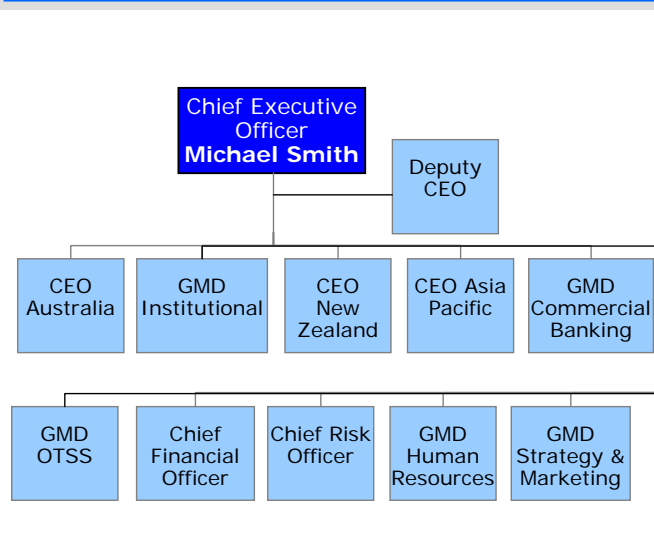 Chief Executive
Officer
Michael Smith
Deputy
CEO
CEO
Australia
GMD
Institutional
CEO
New
Zealand
CEO Asia
Pacific
GMD
Commercial
Banking
GMD
OTSS
Chief
Financial
Officer
Chief Risk
Officer
GMD
Human
Resources
GMD
Strategy &
Marketing